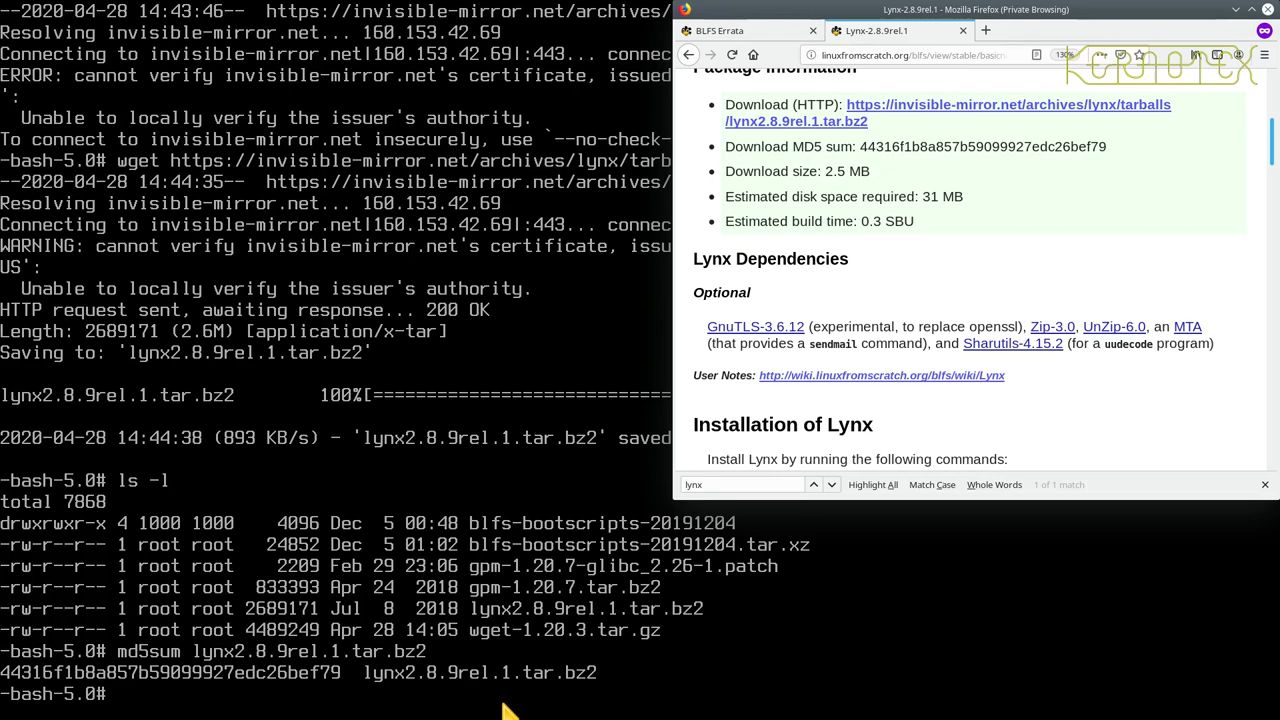 --2020-04-28 14:43:46--  https://invisible-mirror.net/archives/
Resolving invisible-mirror.net... 160.153.42.69
Connecting to invisible-mirror.net|160.153.42.69|:443... connec
ERROR: cannot verify invisible-mirror.net's certificate, issued
':
  Unable to locally verify the issuer's authority.
To connect to invisible-mirror.net insecurely, use `--no-check-
-bash-5.0# wget https://invisible-mirror.net/archives/lynx/tarb
--2020-04-28 14:44:35--  https://invisible-mirror.net/archives/
Resolving invisible-mirror.net... 160.153.42.69
Connecting to invisible-mirror.net|160.153.42.69|:443... connec
WARNING: cannot verify invisible-mirror.net's certificate, issu
US':
  Unable to locally verify the issuer's authority.
HTTP request sent, awaiting response... 200 OK
Length: 2689171 (2.6M) [application/x-tar]
Saving to: 'lynx2.8.9rel.1.tar.bz2'
lynx2.8.9rel.1.tar.bz2        100%[============================
2020-04-28 14:44:38 (893 KB/s) - 'lynx2.8.9rel.1.tar.bz2' saved
-bash-5.0# ls -l
total 7868
drwxrwxr-x 4 1000 1000    4096 Dec  5 00:48 blfs-bootscripts-20191204
-rw-r--r-- 1 root root   24852 Dec  5 01:02 blfs-bootscripts-20191204.tar.xz
-rw-r--r-- 1 root root    2209 Feb 29 23:06 gpm-1.20.7-glibc_2.26-1.patch
-rw-r--r-- 1 root root  833393 Apr 24  2018 gpm-1.20.7.tar.bz2
-rw-r--r-- 1 root root 2689171 Jul  8  2018 lynx2.8.9rel.1.tar.bz2
-rw-r--r-- 1 root root 4489249 Apr 28 14:05 wget-1.20.3.tar.gz
-bash-5.0# md5sum lynx2.8.9rel.1.tar.bz2
44316f1b8a857b59099927edc26bef79  lynx2.8.9rel.1.tar.bz2
-bash-5.0#
Lynx-2.8.9rel.1 - Mozilla Firefox (Private Browsing)
BLFS Errata
Lynx-2.8.9rel.1
linuxfromscratch.org/blfs/view/stable/basicn
130%
Package Information
• Download (HTTP): https://invisible-mirror.net/archives/lynx/tarballs
/lynx2.8.9rel.1.tar.bz2
• Download MD5 sum: 44316f1b8a857b59099927edc26bef79
• Download size: 2.5 MB
• Estimated disk space required: 31 MB
• Estimated build time: 0.3 SBU
Lynx Dependencies
Optional
GnuTLS-3.6.12 (experimental, to replace openssl), Zip-3.0, UnZip-6.0, an MTA
(that provides a sendmail command), and Sharutils-4.15.2 (for a uudecode program)
User Notes: http://wiki.linuxfromscratch.org/blfs/wiki/Lynx
Installation of Lynx
Install Lynx by running the following commands:
lynx
Highlight All
Match Case
Whole Words
1 of 1 match